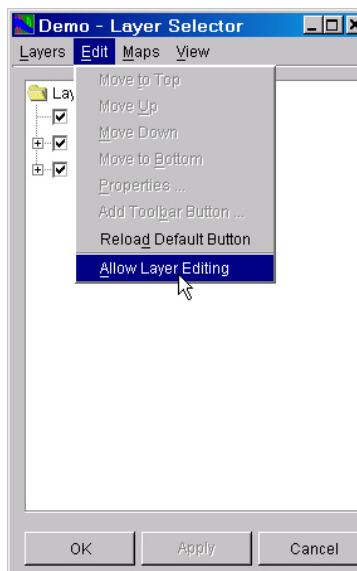 Demo - Layer Selector
Layers Edit Maps View
Move to Top
Lay
Move Up
Move Down
Move to Bottom
Properties ...
Add Toolbar Button ...
Reload Default Button
Allow Layer Editing
OK Apply Cancel